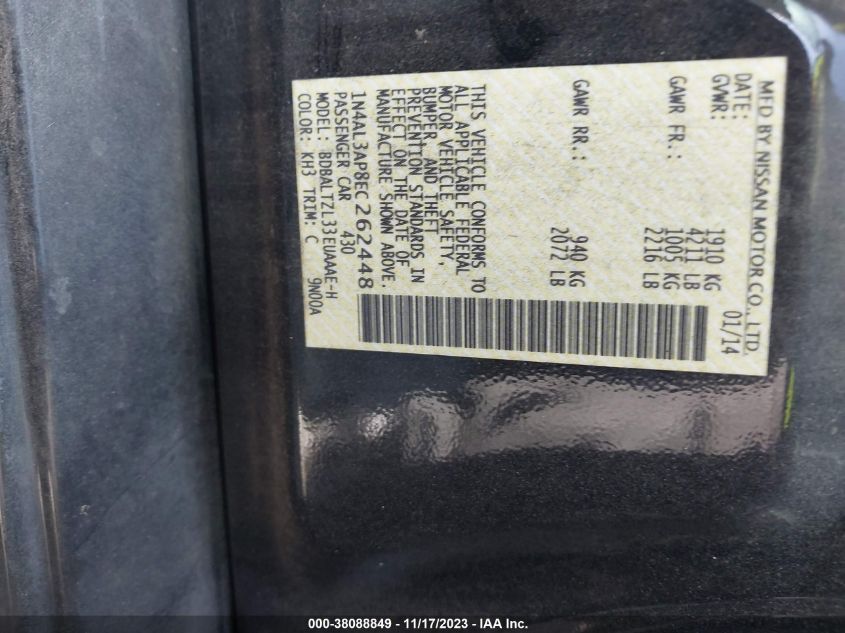 MFD BY NISSAN MOTOR CO., LTD.
DATE: 01/14
GVWR: 1910 KG
4211 LB
GAWR FR.: 1005 KG
2216 LB
GAWR RR.: 940 KG
2072 LB
THIS VEHICLE CONFORMS TO
ALL APPLICABLE FEDERAL
MOTOR VEHICLE SAFETY,
BUMPER, AND THEFT
PREVENTION STANDARDS IN
EFFECT ON THE DATE OF
MANUFACTURE SHOWN ABOVE.
1N4AL3AP8EC262448
PASSENGER CAR 430
MODEL: BDBALTZL33EUAAAE-H
COLOR: KH3 TRIM: C 9N00A
000-38088849 - 11/17/2023 - IAA Inc.